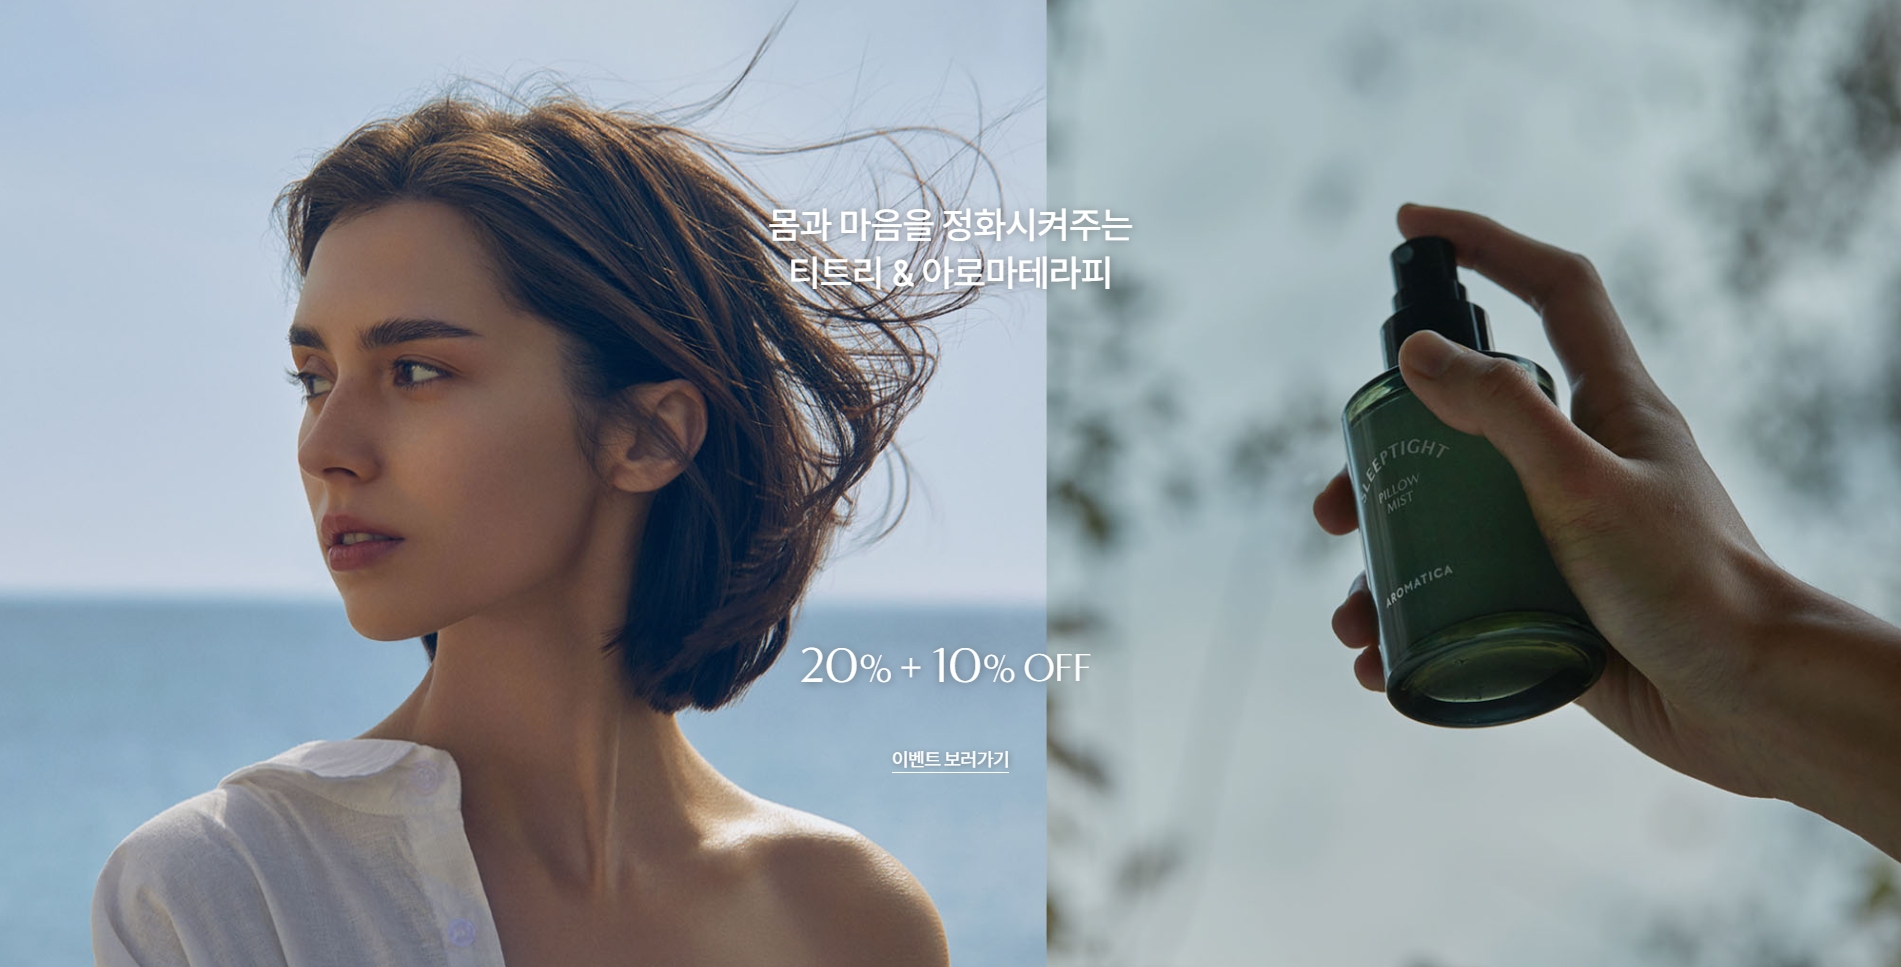 몸과 마음을 정화시켜주는
티트리 & 아로마테라피
20% + 10% OFF
이벤트 보러가기
SLEEPTIGHT
PILLOW
MIST
AROMATICA